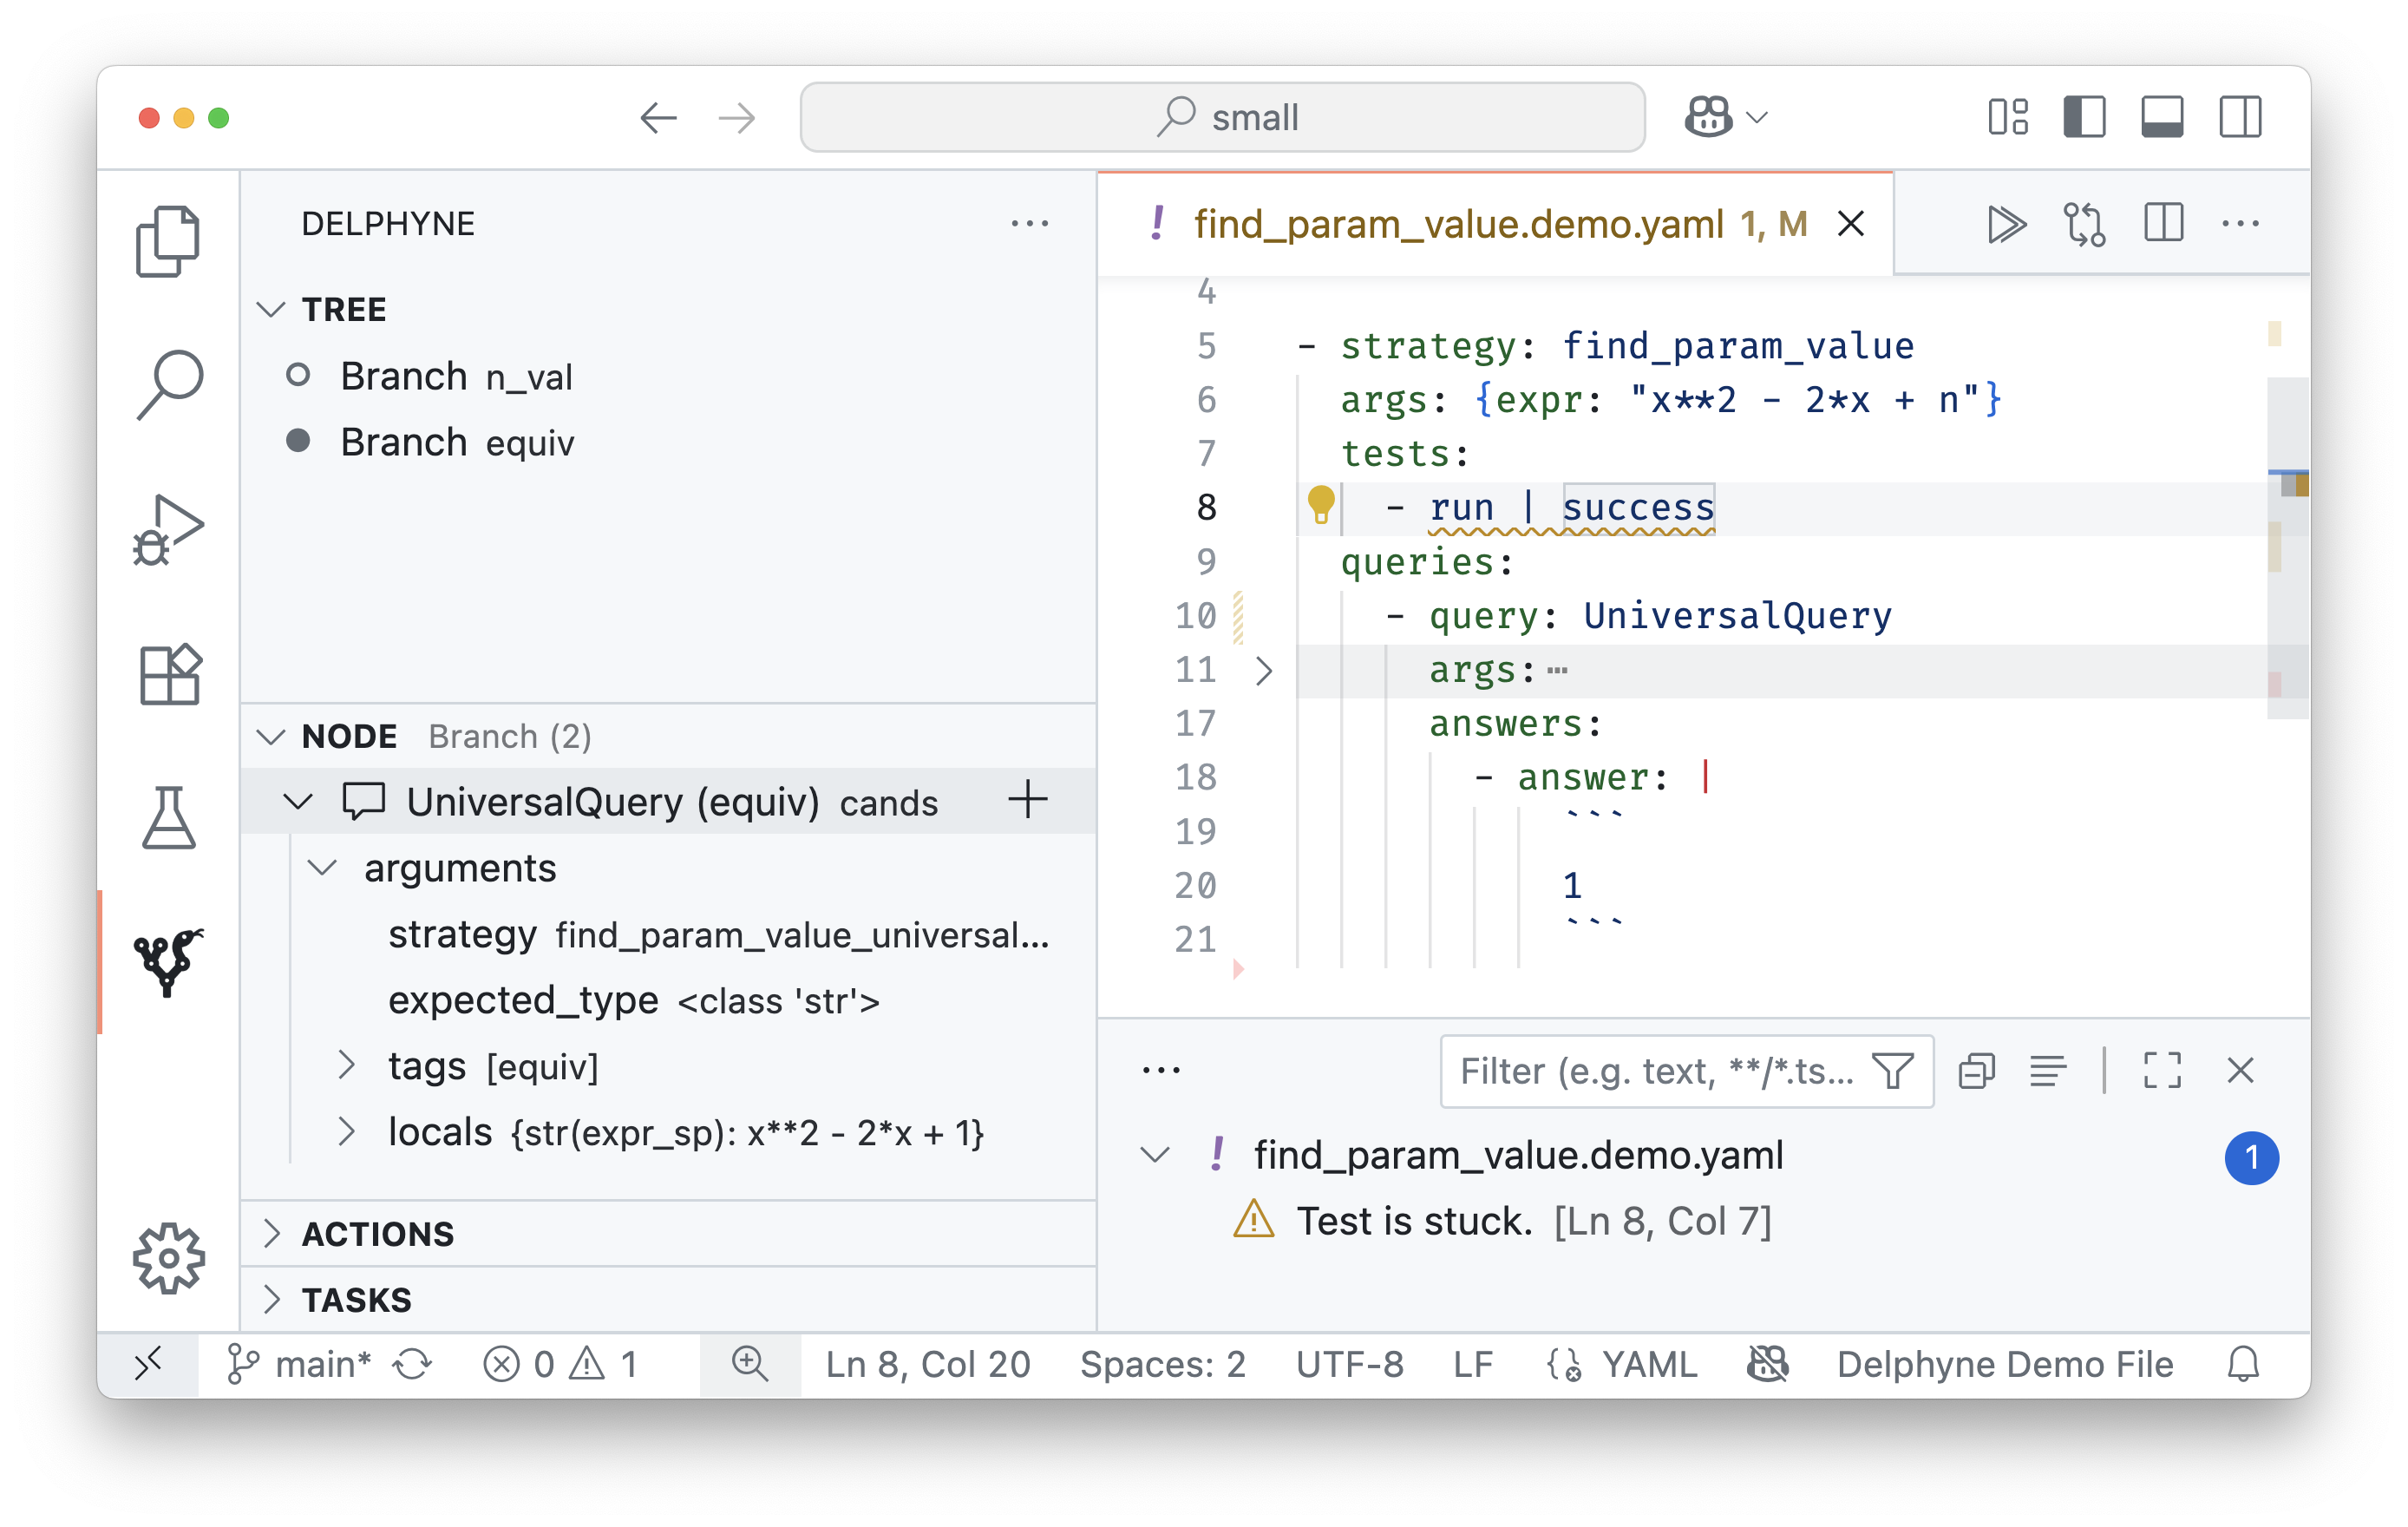 small
DELPHYNE
TREE
Branch n_val
Branch equiv
NODE Branch (2)
UniversalQuery (equiv) cands
arguments
strategy find_param_value_universal...
expected_type <class 'str'>
tags [equiv]
locals {str(expr_sp): x**2 - 2*x + 1}
ACTIONS
TASKS
! find_param_value.demo.yaml 1, M
4
5 - strategy: find_param_value
6 args: {expr: "x**2 - 2*x + n"}
7 tests:
8 - run | success
9 queries:
10 - query: UniversalQuery
11 args:⋯
17 answers:
18 - answer: |
19 ```
20 1
21 ```
Filter (e.g. text, **/*.ts...
! find_param_value.demo.yaml 1
Test is stuck. [Ln 8, Col 7]
main* 0 1 Ln 8, Col 20 Spaces: 2 UTF-8 LF YAML Delphyne Demo File